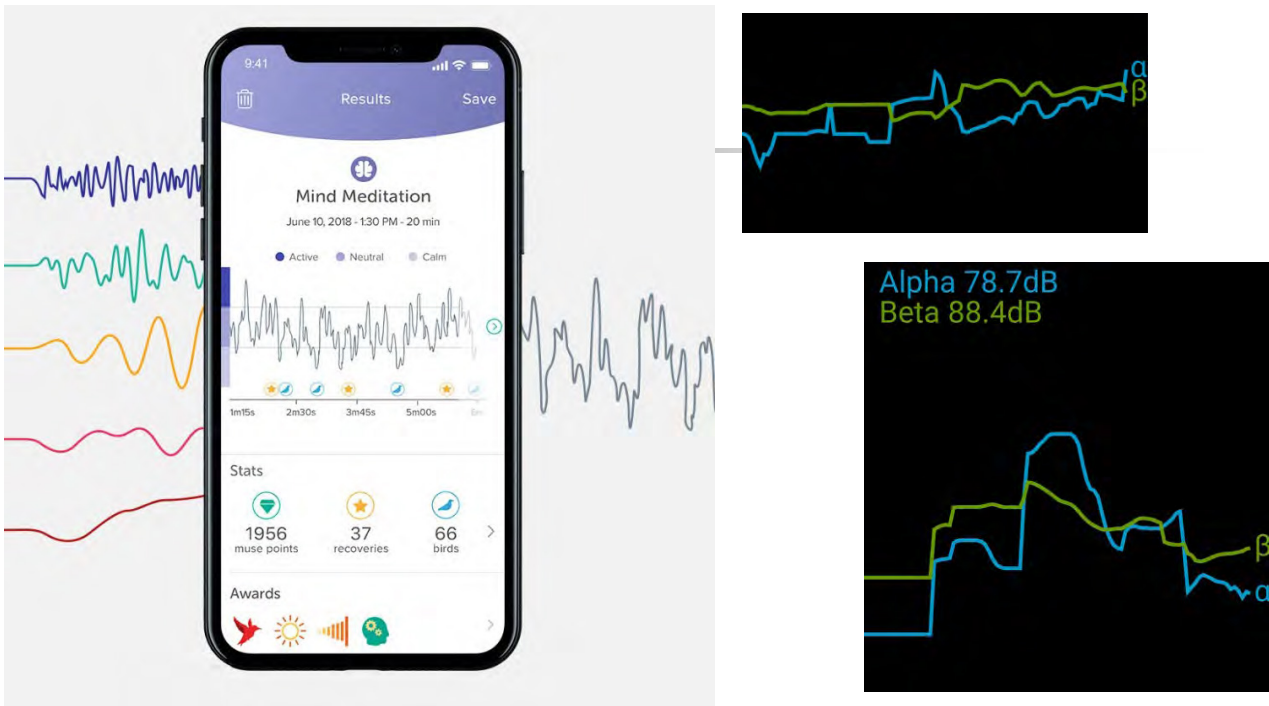 9:41
Results
Save
Mind Meditation
June 10, 2018 - 1:30 PM - 20 min
Active
Neutral
Calm
1m15s
2m30s
3m45s
5m00s
Stats
1956
muse points
37
recoveries
66
birds
Awards
α
β
Alpha 78.7dB
Beta 88.4dB
β
α